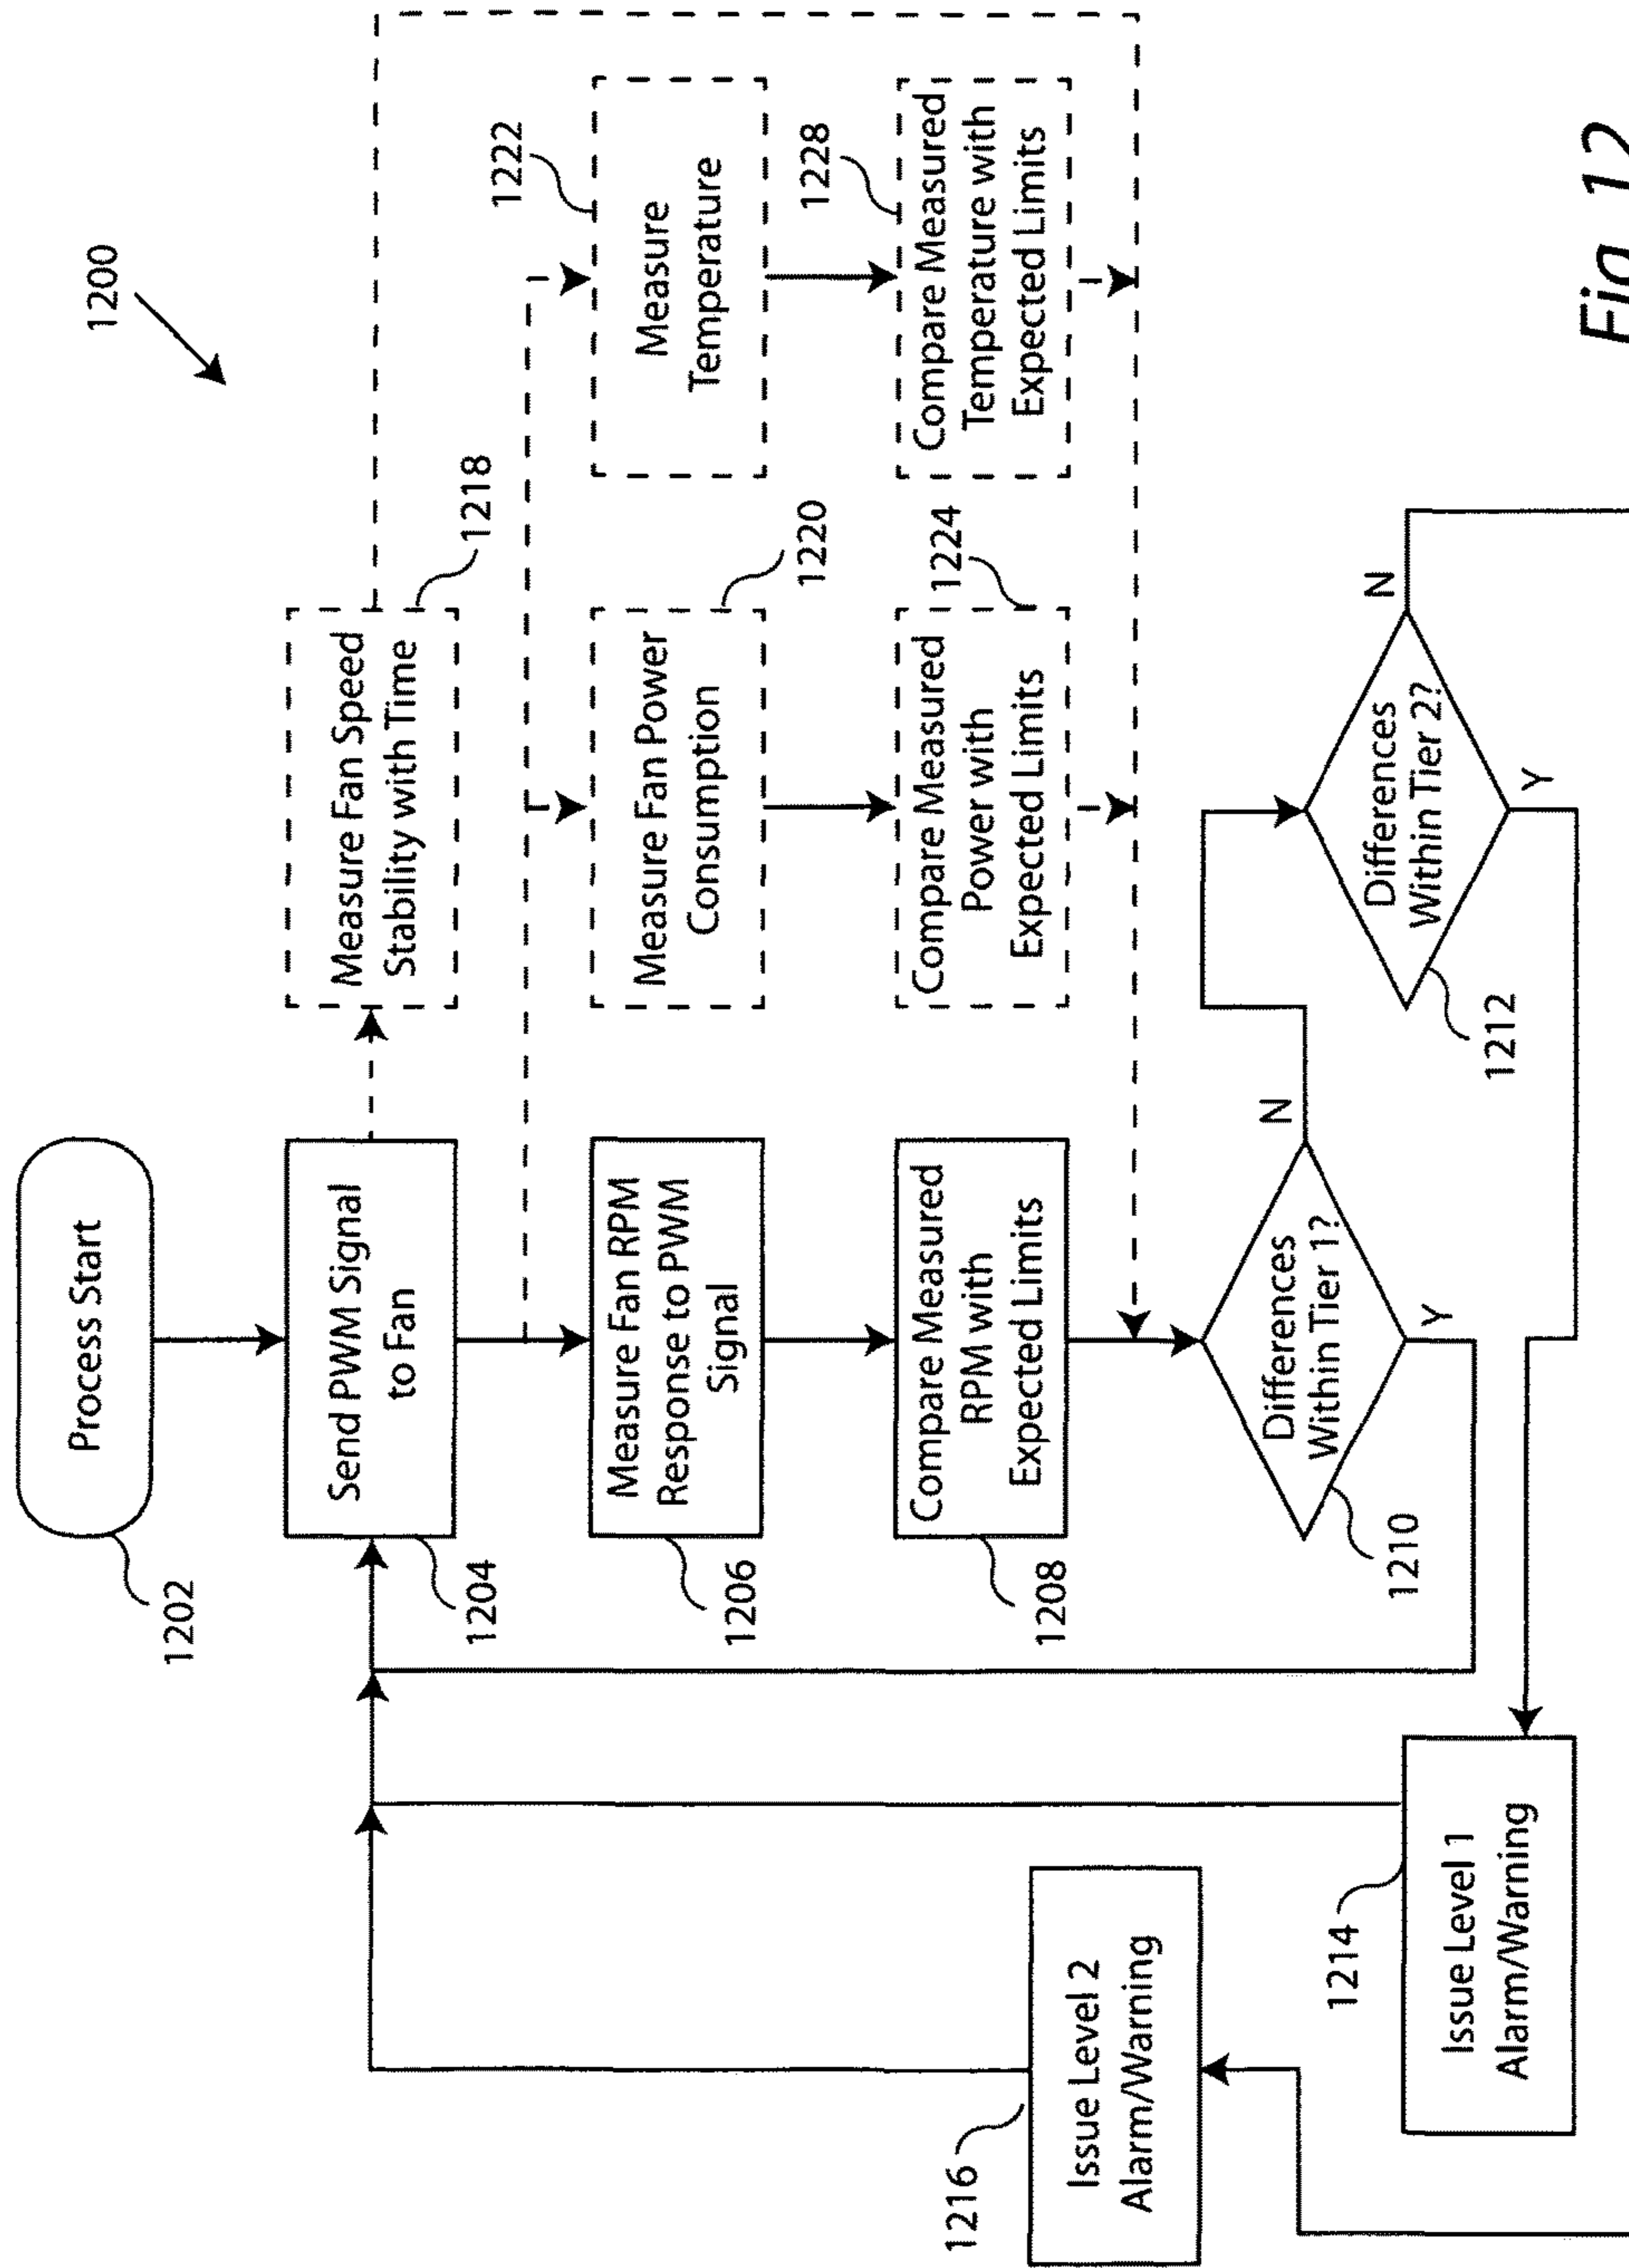 1200
Process Start
1202
Send PWM Signal
to Fan
1204
Measure Fan Speed
Stability with Time
1218
Measure Fan RPM
Response to PWM
Signal
1206
Measure Fan Power
Consumption
1220
Measure
Temperature
1222
Compare Measured
RPM with
Expected Limits
1208
Compare Measured
Power with
Expected Limits
1224
Compare Measured
Temperature with
Expected Limits
1228
Differences
Within Tier 1?
N
Y
1210
Differences
Within Tier 2?
N
Y
1212
Issue Level 2
Alarm/Warning
1216
Issue Level 1
Alarm/Warning
1214
Fig. 12